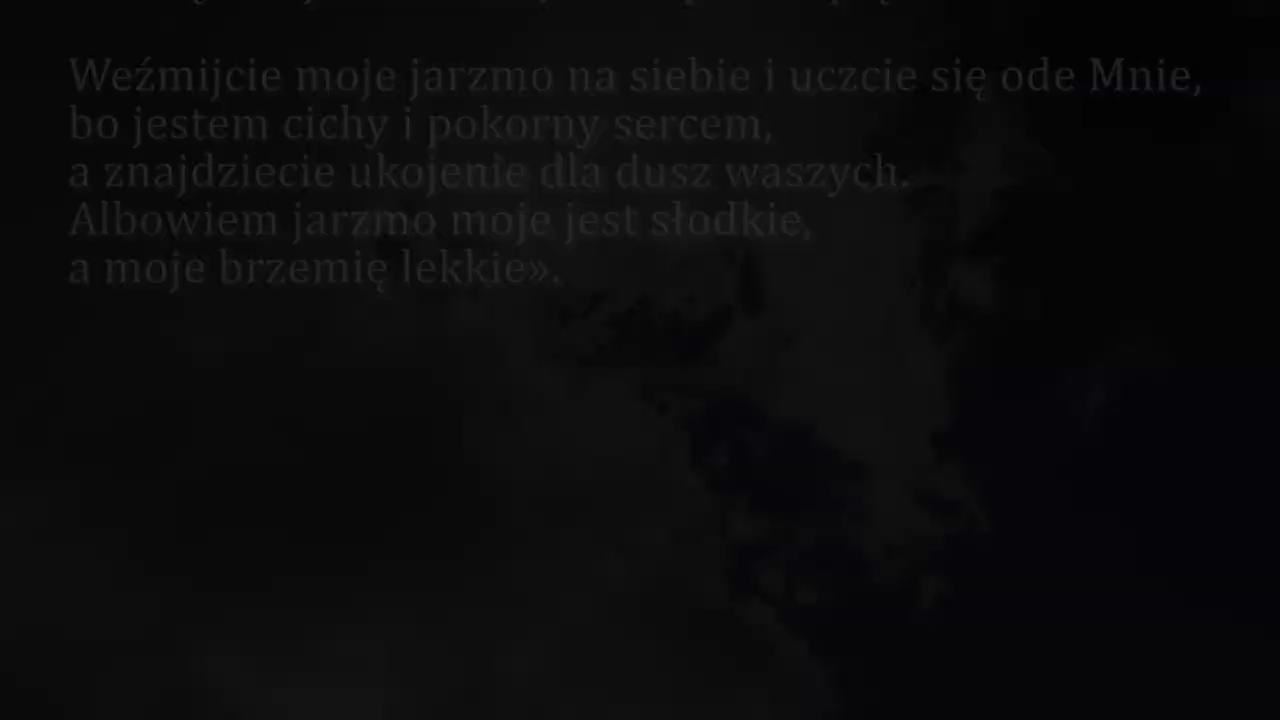 Weźmijcie moje jarzmo na siebie i uczcie się ode Mnie,
bo jestem cichy i pokorny sercem,
a znajdziecie ukojenie dla dusz waszych.
Albowiem jarzmo moje jest słodkie,
a moje brzemię lekkie».